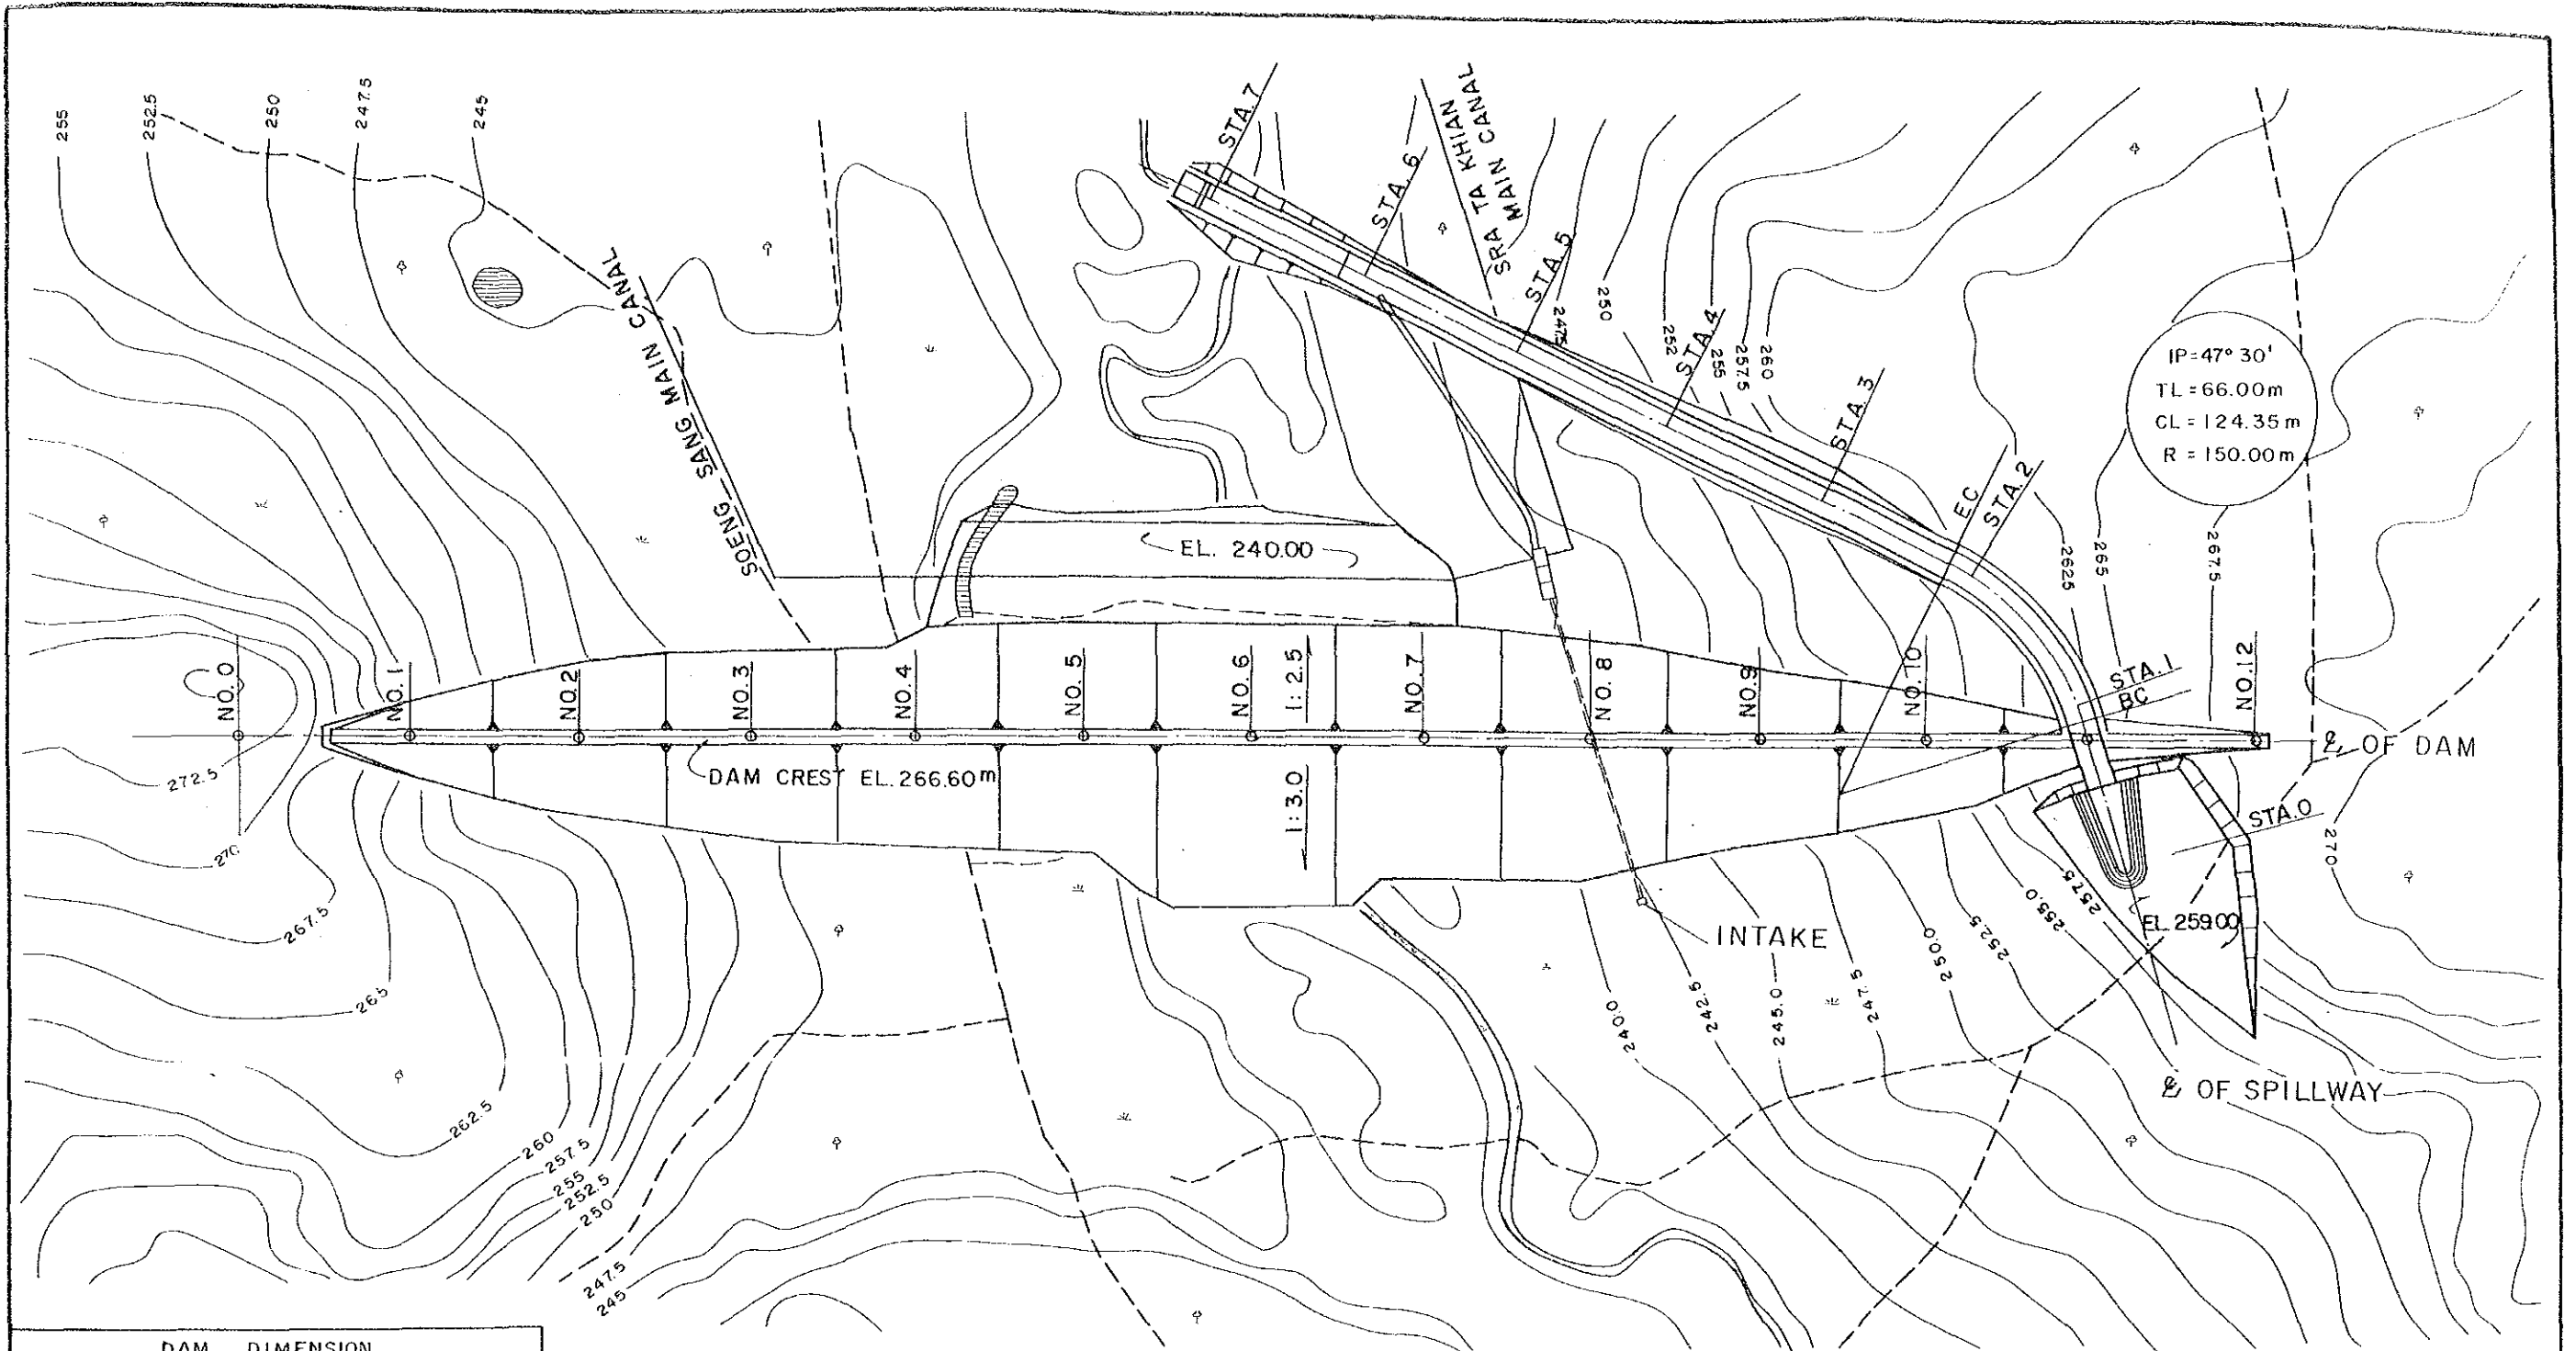 255
252.5
250
247.5
245
STA.7
STA.6
SRA TA KHIAN
MAIN CANAL
STA.5
247.5
250
252
STA.4
255
257.5
260
STA.3
IP=47°30'
TL=66.00m
CL=124.35m
R=150.00m
SOENG SANG MAIN CANAL
EC
STA.2
EL. 240.00
262.5
265
267.5
NO.0
NO.1
NO.2
NO.3
NO.4
NO.5
NO.6
1:2.5
NO.7
NO.8
NO.9
NO.10
STA.1
BC
NO.12
℄ OF DAM
272.5
DAM CREST EL.266.60m
1:3.0
STA.0
270
270
267.5
265
262.5
260
257.5
255
252.5
250
247.5
245
INTAKE
240.0
242.5
245.0
247.5
250.0
252.5
255.0
257.5
EL.259.00
℄ OF SPILLWAY
DAM DIMENSION